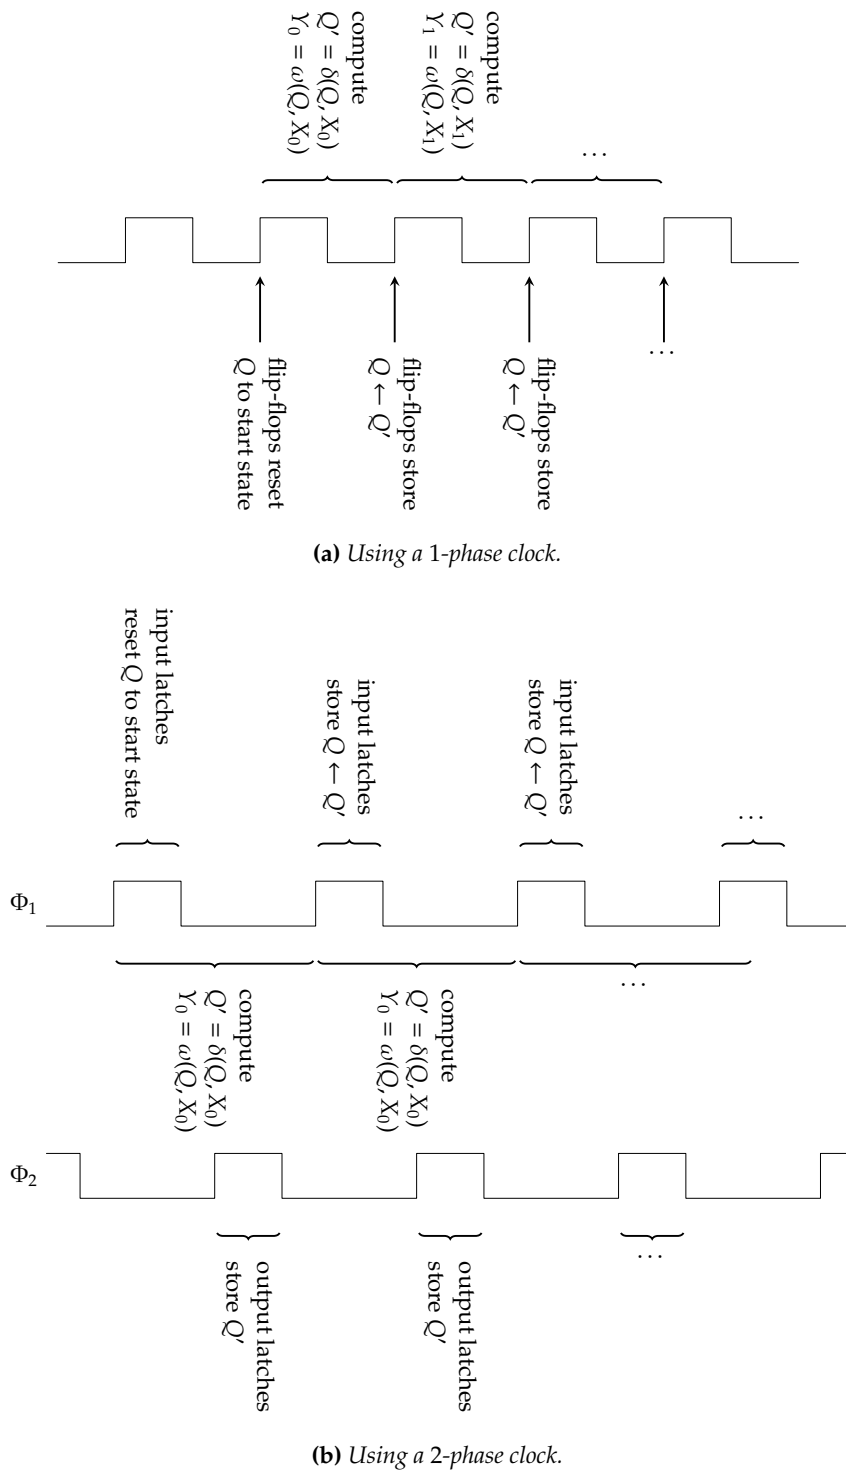 compute
Q′ = δ(Q, X₀)
Y₀ = ω(Q, X₀)
compute
Q′ = δ(Q, X₁)
Y₁ = ω(Q, X₁)
...
flip-flops reset
Q to start state
flip-flops store
Q ← Q′
flip-flops store
Q ← Q′
...
(a) Using a 1-phase clock.
input latches
reset Q to start state
input latches
store Q ← Q′
input latches
store Q ← Q′
...
Φ₁
compute
Q′ = δ(Q, X₀)
Y₀ = ω(Q, X₀)
compute
Q′ = δ(Q, X₀)
Y₀ = ω(Q, X₀)
...
Φ₂
output latches
store Q′
output latches
store Q′
...
(b) Using a 2-phase clock.